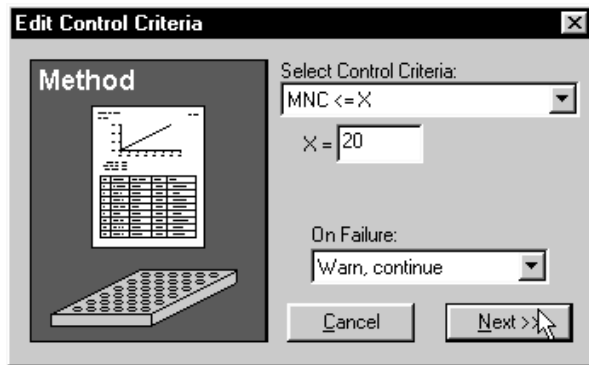 Edit Control Criteria
Method
Select Control Criteria:
MNC <= X
X = 20
On Failure:
Warn, continue
Cancel
Next >>